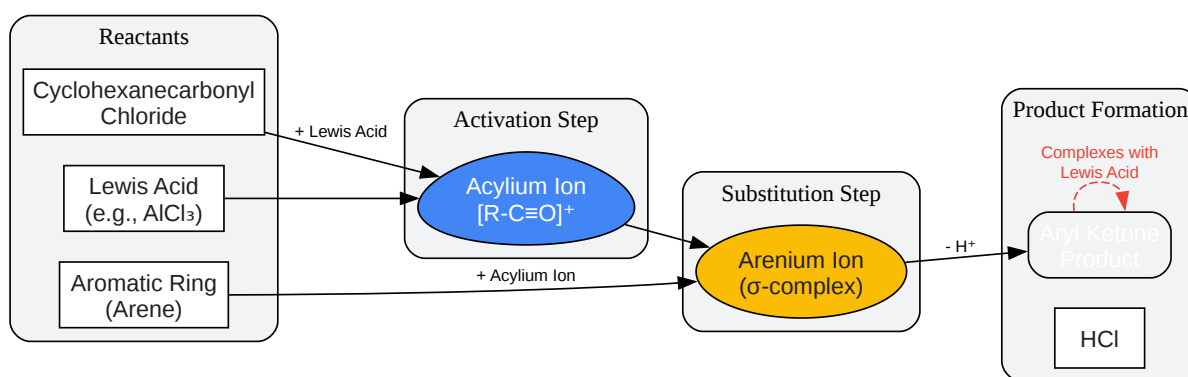 Reactants
Cyclohexanecarbonyl
Chloride
Lewis Acid
(e.g., AlCl₃)
Aromatic Ring
(Arene)
+ Lewis Acid
+ Acylium Ion
Activation Step
Acylium Ion
[R-C≡O]⁺
Substitution Step
Arenium Ion
(σ-complex)
- H⁺
Product Formation
Complexes with
Lewis Acid
Aryl Ketone
Product
HCl